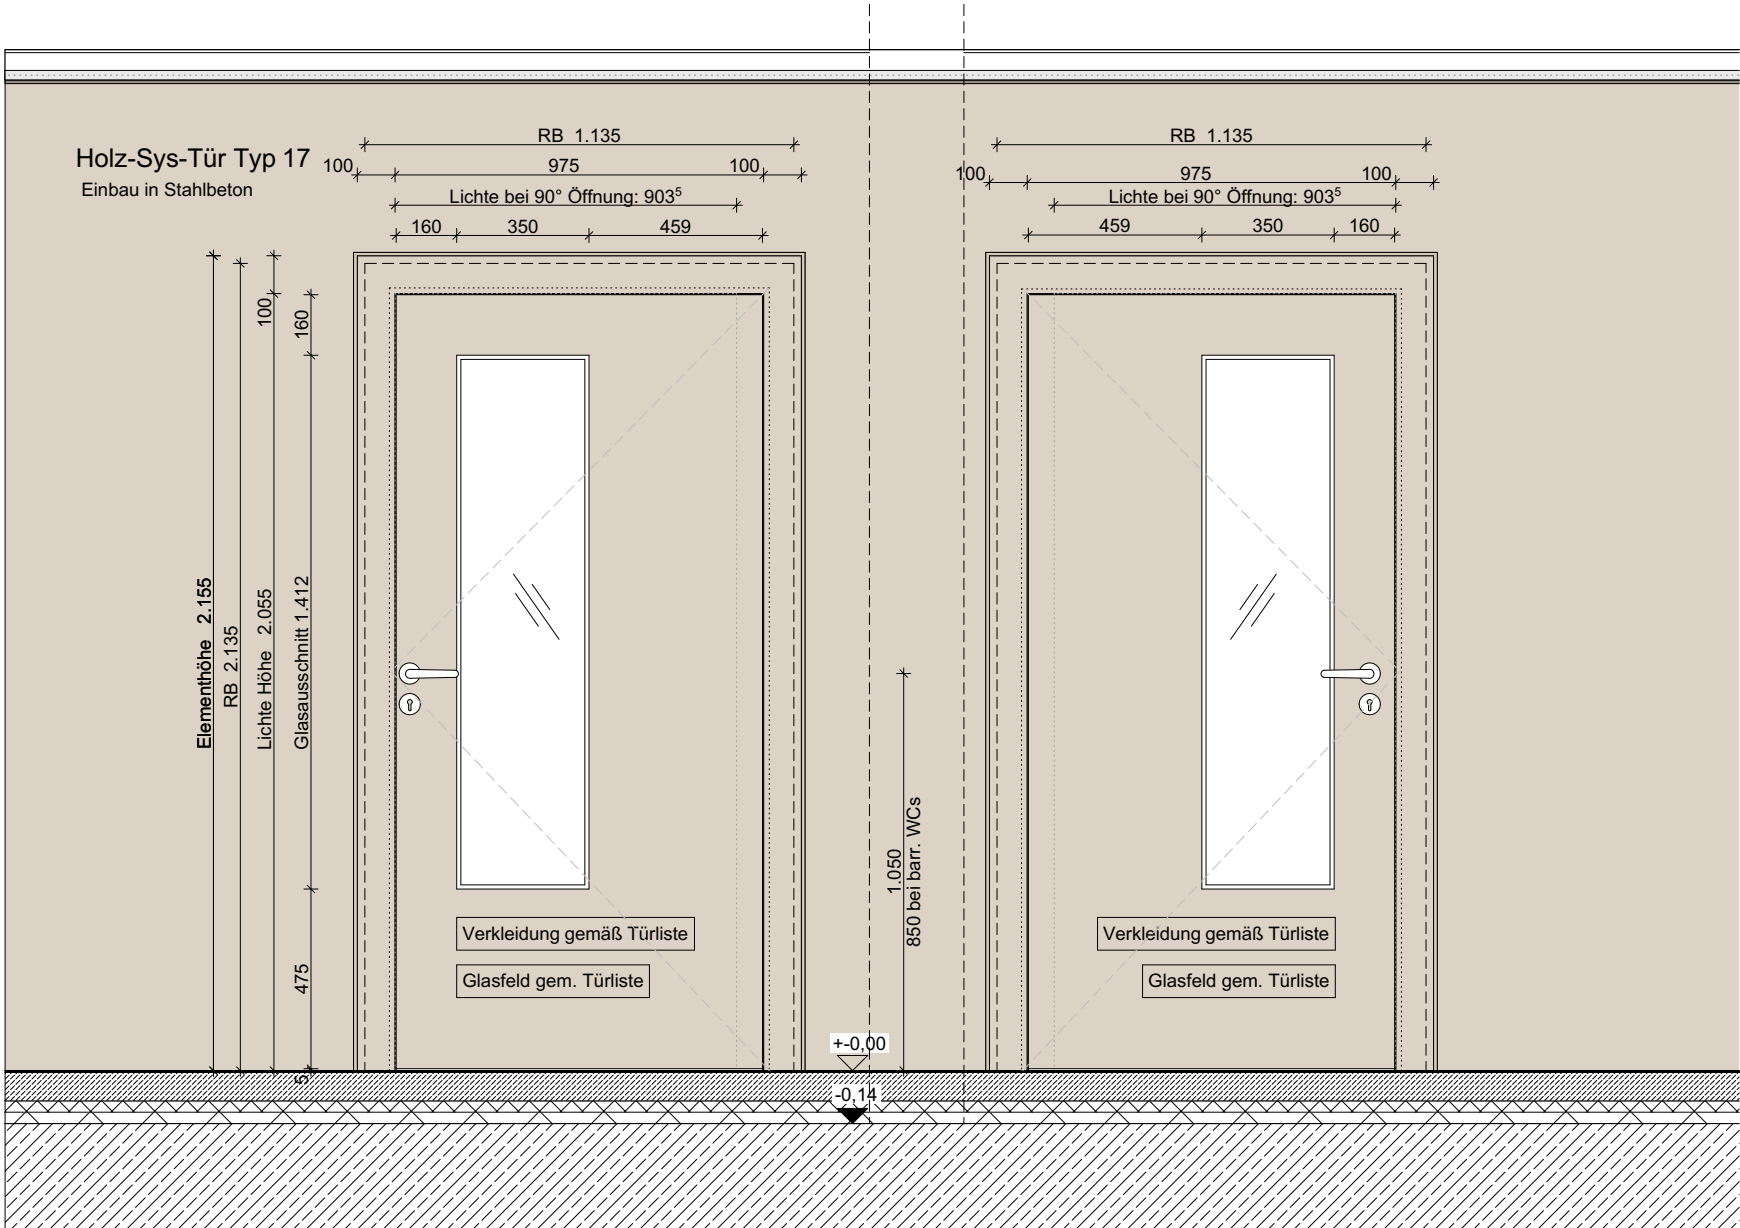 RB 1.135
RB 1.135
Holz-Sys-Tür Typ 17
100 975 100
100 975 100
Einbau in Stahlbeton
Lichte bei 90° Öffnung: 903⁵
Lichte bei 90° Öffnung: 903⁵
160 350 459
459 350 160
100
160
Elementhöhe 2.155
RB 2.135
Lichte Höhe 2.055
Glasausschnitt 1.412
475
5
1.050
850 bei barr. WCs
Verkleidung gemäß Türliste
Glasfeld gem. Türliste
Verkleidung gemäß Türliste
Glasfeld gem. Türliste
+-0,00
-0,14